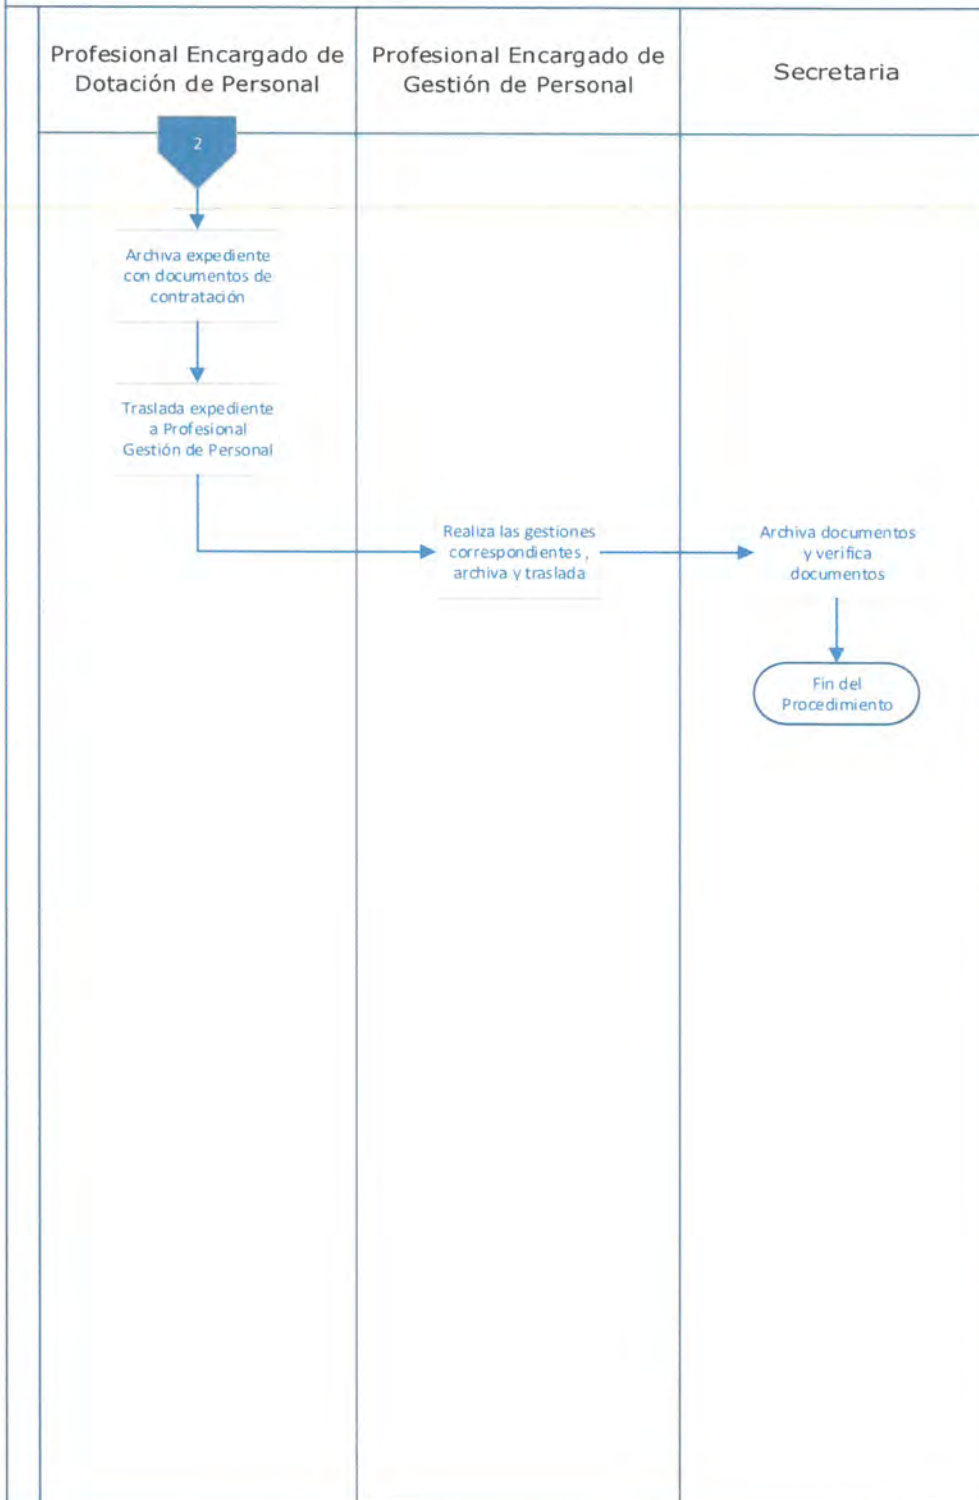 Profesional Encargado de
Dotación de Personal
Profesional Encargado de
Gestión de Personal
Secretaria
2
Archiva expediente
con documentos de
contratación
Traslada expediente
a Profesional
Gestión de Personal
Realiza las gestiones
correspondientes ,
archiva y traslada
Archiva documentos
y verifica
documentos
Fin del
Procedimiento